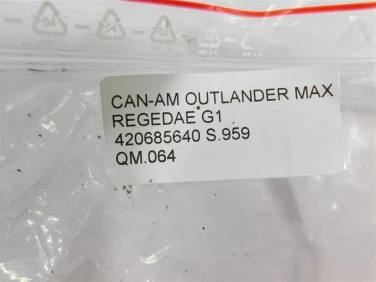 CAN-AM OUTLANDER MAX
REGEDAE G1
420685640 S.959
QM.064